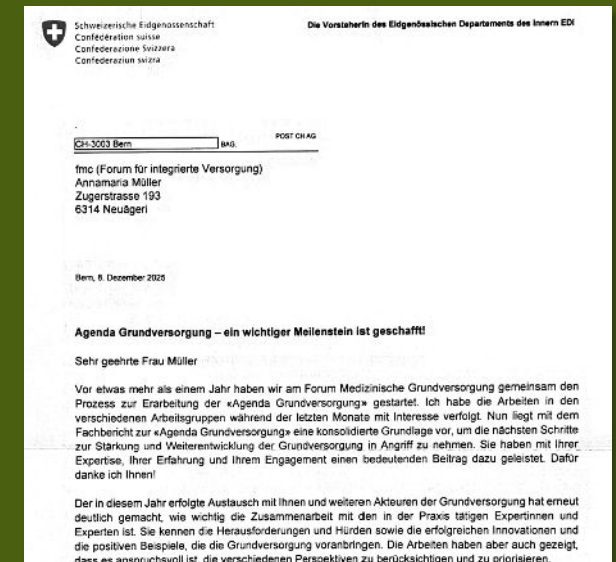 Schweizerische Eidgenossenschaft
Confédération suisse
Confederazione Svizzera
Confederaziun svizra
Die Vorsteherin des Eidgenössischen Departements des Innern EDI
CH-3003 Bern
BAG,
POST CH AG
fmc (Forum für integrierte Versorgung)
Annamaria Müller
Zugerstrasse 193
6314 Neuägeri
Bern, 8. Dezember 2025
Agenda Grundversorgung – ein wichtiger Meilenstein ist geschafft!
Sehr geehrte Frau Müller
Vor etwas mehr als einem Jahr haben wir am Forum Medizinische Grundversorgung gemeinsam den
Prozess zur Erarbeitung der «Agenda Grundversorgung» gestartet. Ich habe die Arbeiten in den
verschiedenen Arbeitsgruppen während der letzten Monate mit Interesse verfolgt. Nun liegt mit dem
Fachbericht zur «Agenda Grundversorgung» eine konsolidierte Grundlage vor, um die nächsten Schritte
zur Stärkung und Weiterentwicklung der Grundversorgung in Angriff zu nehmen. Sie haben mit Ihrer
Expertise, Ihrer Erfahrung und Ihrem Engagement einen bedeutenden Beitrag dazu geleistet. Dafür
danke ich Ihnen!
Der in diesem Jahr erfolgte Austausch mit Ihnen und weiteren Akteuren der Grundversorgung hat erneut
deutlich gemacht, wie wichtig die Zusammenarbeit mit den in der Praxis tätigen Expertinnen und
Experten ist. Sie kennen die Herausforderungen und Hürden sowie die erfolgreichen Innovationen und
die positiven Beispiele, die die Grundversorgung voranbringen. Die Arbeiten haben aber auch gezeigt,
dass es anspruchsvoll ist, die verschiedenen Perspektiven zu berücksichtigen und zu priorisieren.